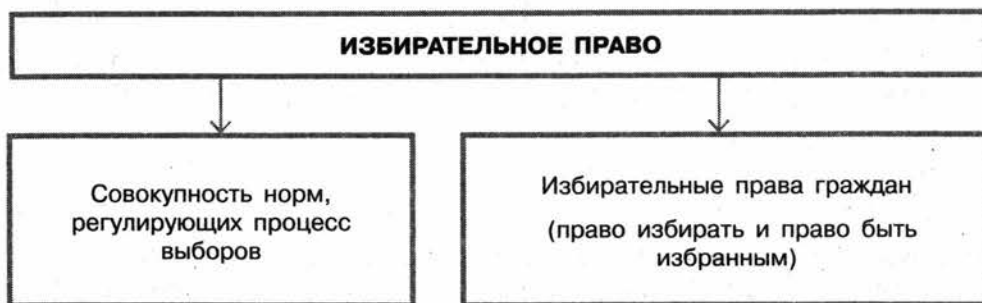 ИЗБИРАТЕЛЬНОЕ ПРАВО
Совокупность норм,
регулирующих процесс
выборов
Избирательные права граждан
(право избирать и право быть
избранным)